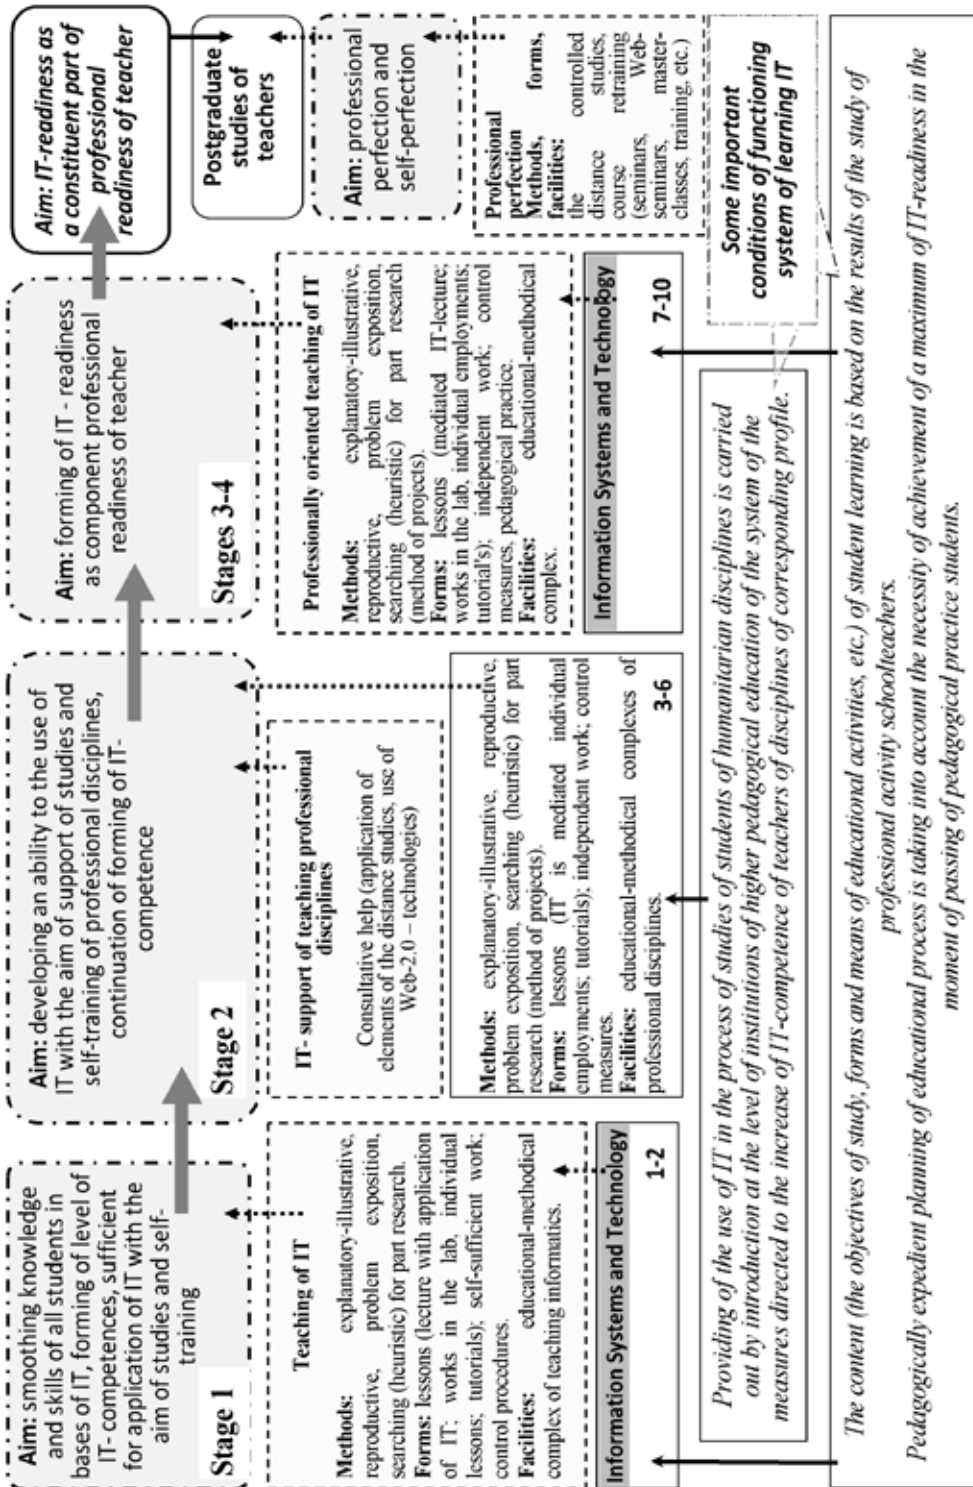 Aim: smoothing knowledge
and skills of all students in
bases of IT, forming of level of
IT- competences, sufficient
for application of IT with the
aim of studies and self-
training
Stage 1
Aim: developing an ability to the use of
IT with the aim of support of studies and
self-training of professional disciplines,
continuation of forming of IT-
competence
Stage 2
Aim: forming of IT - readiness
as component professional
readiness of teacher
Stages 3-4
Aim: IT-readiness as
a constituent part of
professional
readiness of teacher
Postgraduate
studies of
teachers
Aim: professional
perfection and
self-perfection
Teaching of IT
Methods: explanatory-illustrative,
reproductive, problem exposition,
searching (heuristic) for part research.
Forms: lessons (lecture with application
of IT; works in the lab, individual
lessons; tutorials); self-sufficient work;
control procedures.
Facilities: educational-methodical
complex of teaching informatics.
Information Systems and Technology
1-2
IT- support of teaching professional
disciplines
Consultative help (application of
elements of the distance studies, use of
Web-2.0 – technologies)
Methods: explanatory-illustrative, reproductive,
problem exposition, searching (heuristic) for part
research (method of projects).
Forms: lessons (IT is mediated individual
employments, tutorials); independent work; control
measures.
Facilities: educational-methodical complexes of
professional disciplines.
3-6
Professionally oriented teaching of IT
Methods: explanatory-illustrative,
reproductive, problem exposition,
searching (heuristic) for part research
(method of projects).
Forms: lessons (mediated IT-lecture;
works in the lab, individual employments;
tutorial's); independent work; control
measures, pedagogical practice.
Facilities: educational-methodical
complex.
Information Systems and Technology
7-10
Professional
perfection
Methods, forms,
facilities:
the controlled
distance studies,
course retraining
(seminars, Web-
seminars, master-
classes, training, etc.)
Some important
conditions of functioning
system of learning IT
Providing of the use of IT in the process of studies of students of humanitarian disciplines is carried
out by introduction at the level of institutions of higher pedagogical education of the system of the
measures directed to the increase of IT-competence of teachers of disciplines of corresponding profile.
The content (the objectives of study, forms and means of educational activities, etc.) of student learning is based on the results of the study of
professional activity schoolteachers.
Pedagogically expedient planning of educational process is taking into account the necessity of achievement of a maximum of IT-readiness in the
moment of passing of pedagogical practice students.